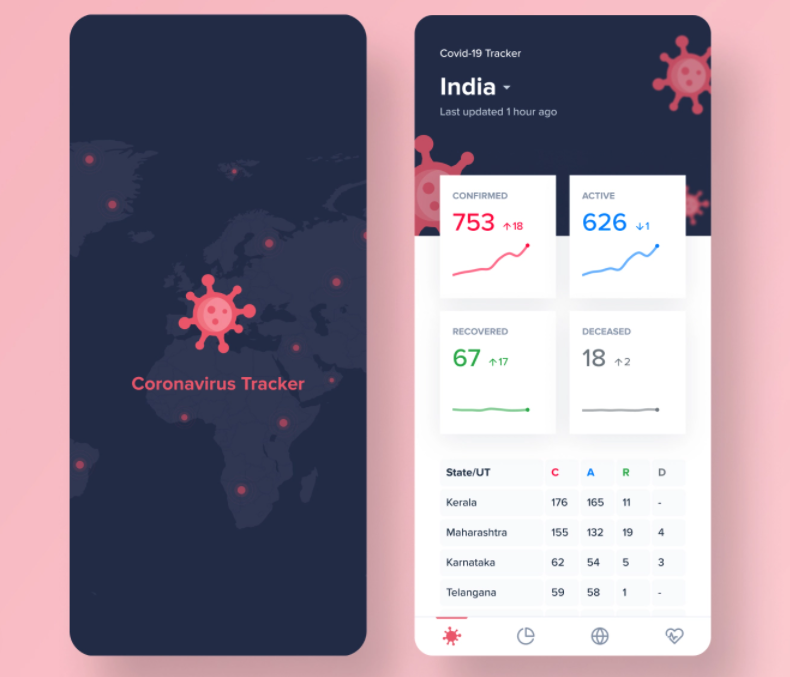 Coronavirus Tracker
Covid-19 Tracker
India
Last updated 1 hour ago
CONFIRMED
753 ↑18
ACTIVE
626 ↓1
RECOVERED
67 ↑17
DECEASED
18 ↑2
State/UT C A R D
Kerala 176 165 11 -
Maharashtra 155 132 19 4
Karnataka 62 54 5 3
Telangana 59 58 1 -